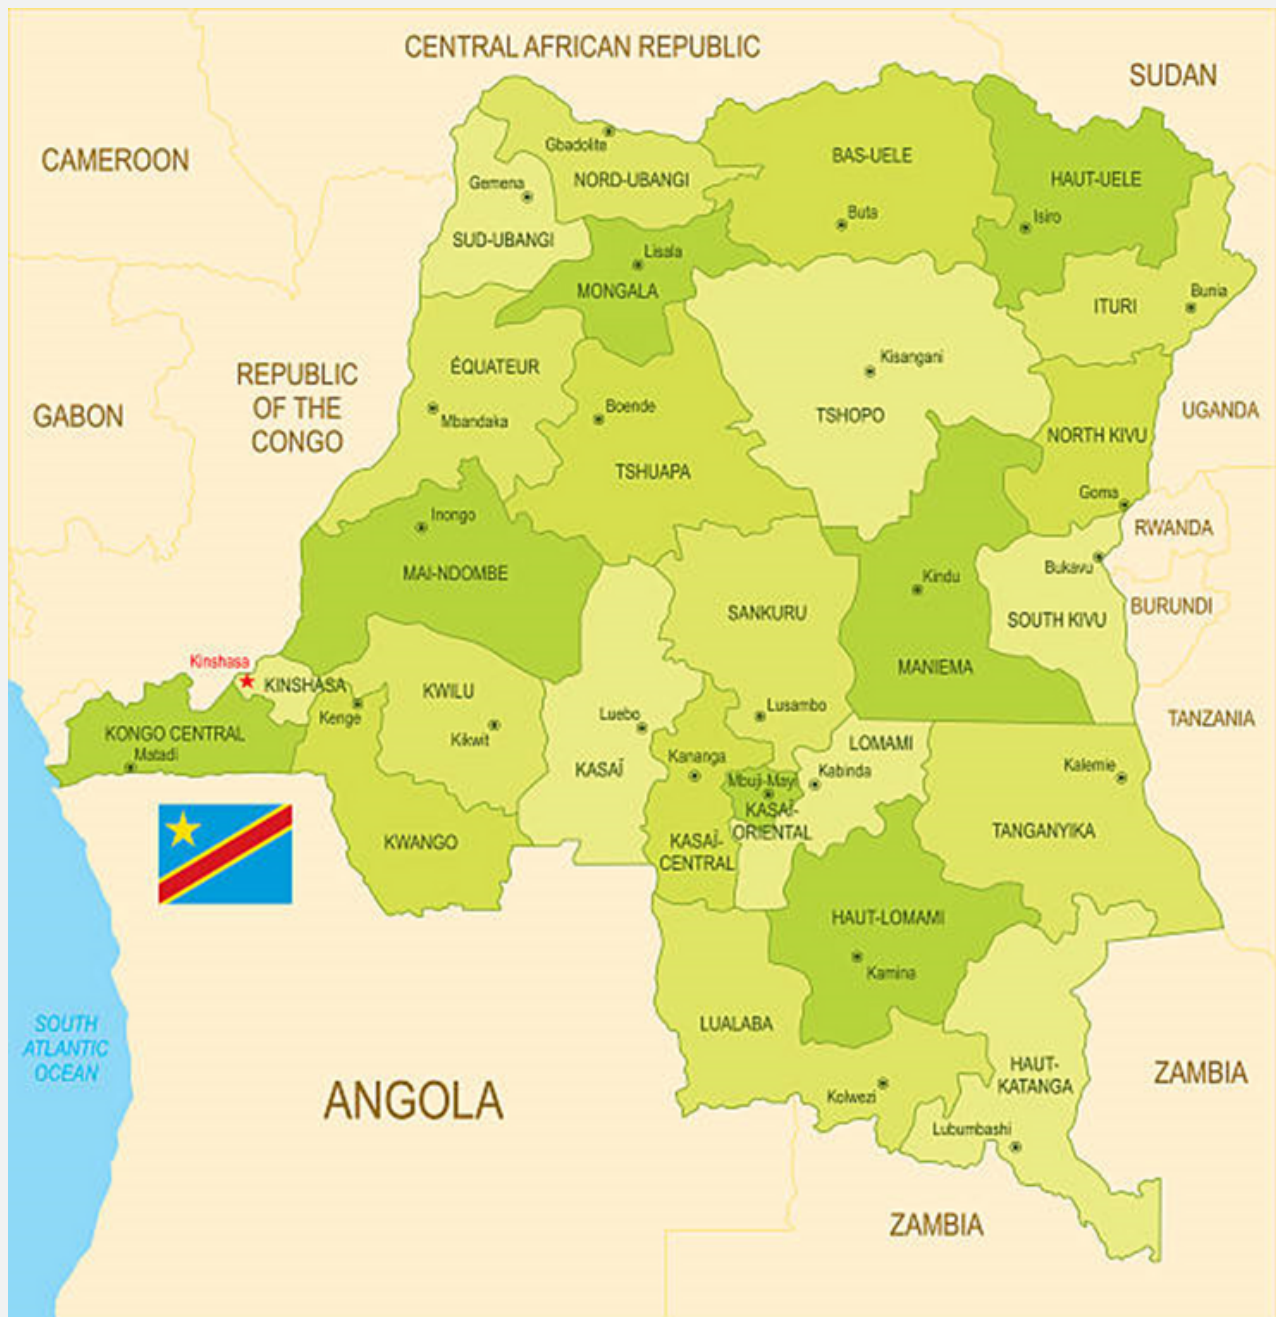 CENTRAL AFRICAN REPUBLIC
SUDAN
CAMEROON
Gbadolite
BAS-UELE
HAUT-UELE
Gemena
NORD-UBANGI
Buta
Isiro
SUD-UBANGI
Lisala
MONGALA
ITURI
Bunia
ÉQUATEUR
Kisangani
REPUBLIC
OF THE
CONGO
GABON
Mbandaka
Boende
TSHOPO
UGANDA
NORTH KIVU
TSHUAPA
Goma
Inongo
RWANDA
MAI-NDOMBE
Kindu
Bukavu
BURUNDI
SANKURU
SOUTH KIVU
Kinshasa
KINSHASA
MANIEMA
KWILU
Kenge
Luebo
Lusambo
TANZANIA
KONGO CENTRAL
Matadi
Kikwit
KASAÏ
Kananga
LOMAMI
Kabinda
Kalemie
Mbuji-Mayi
KASAÏ-
ORIENTAL
KWANGO
KASAÏ-
CENTRAL
TANGANYIKA
HAUT-LOMAMI
Kamina
SOUTH
ATLANTIC
OCEAN
LUALABA
HAUT-
KATANGA
ZAMBIA
ANGOLA
Kolwezi
Lubumbashi
ZAMBIA